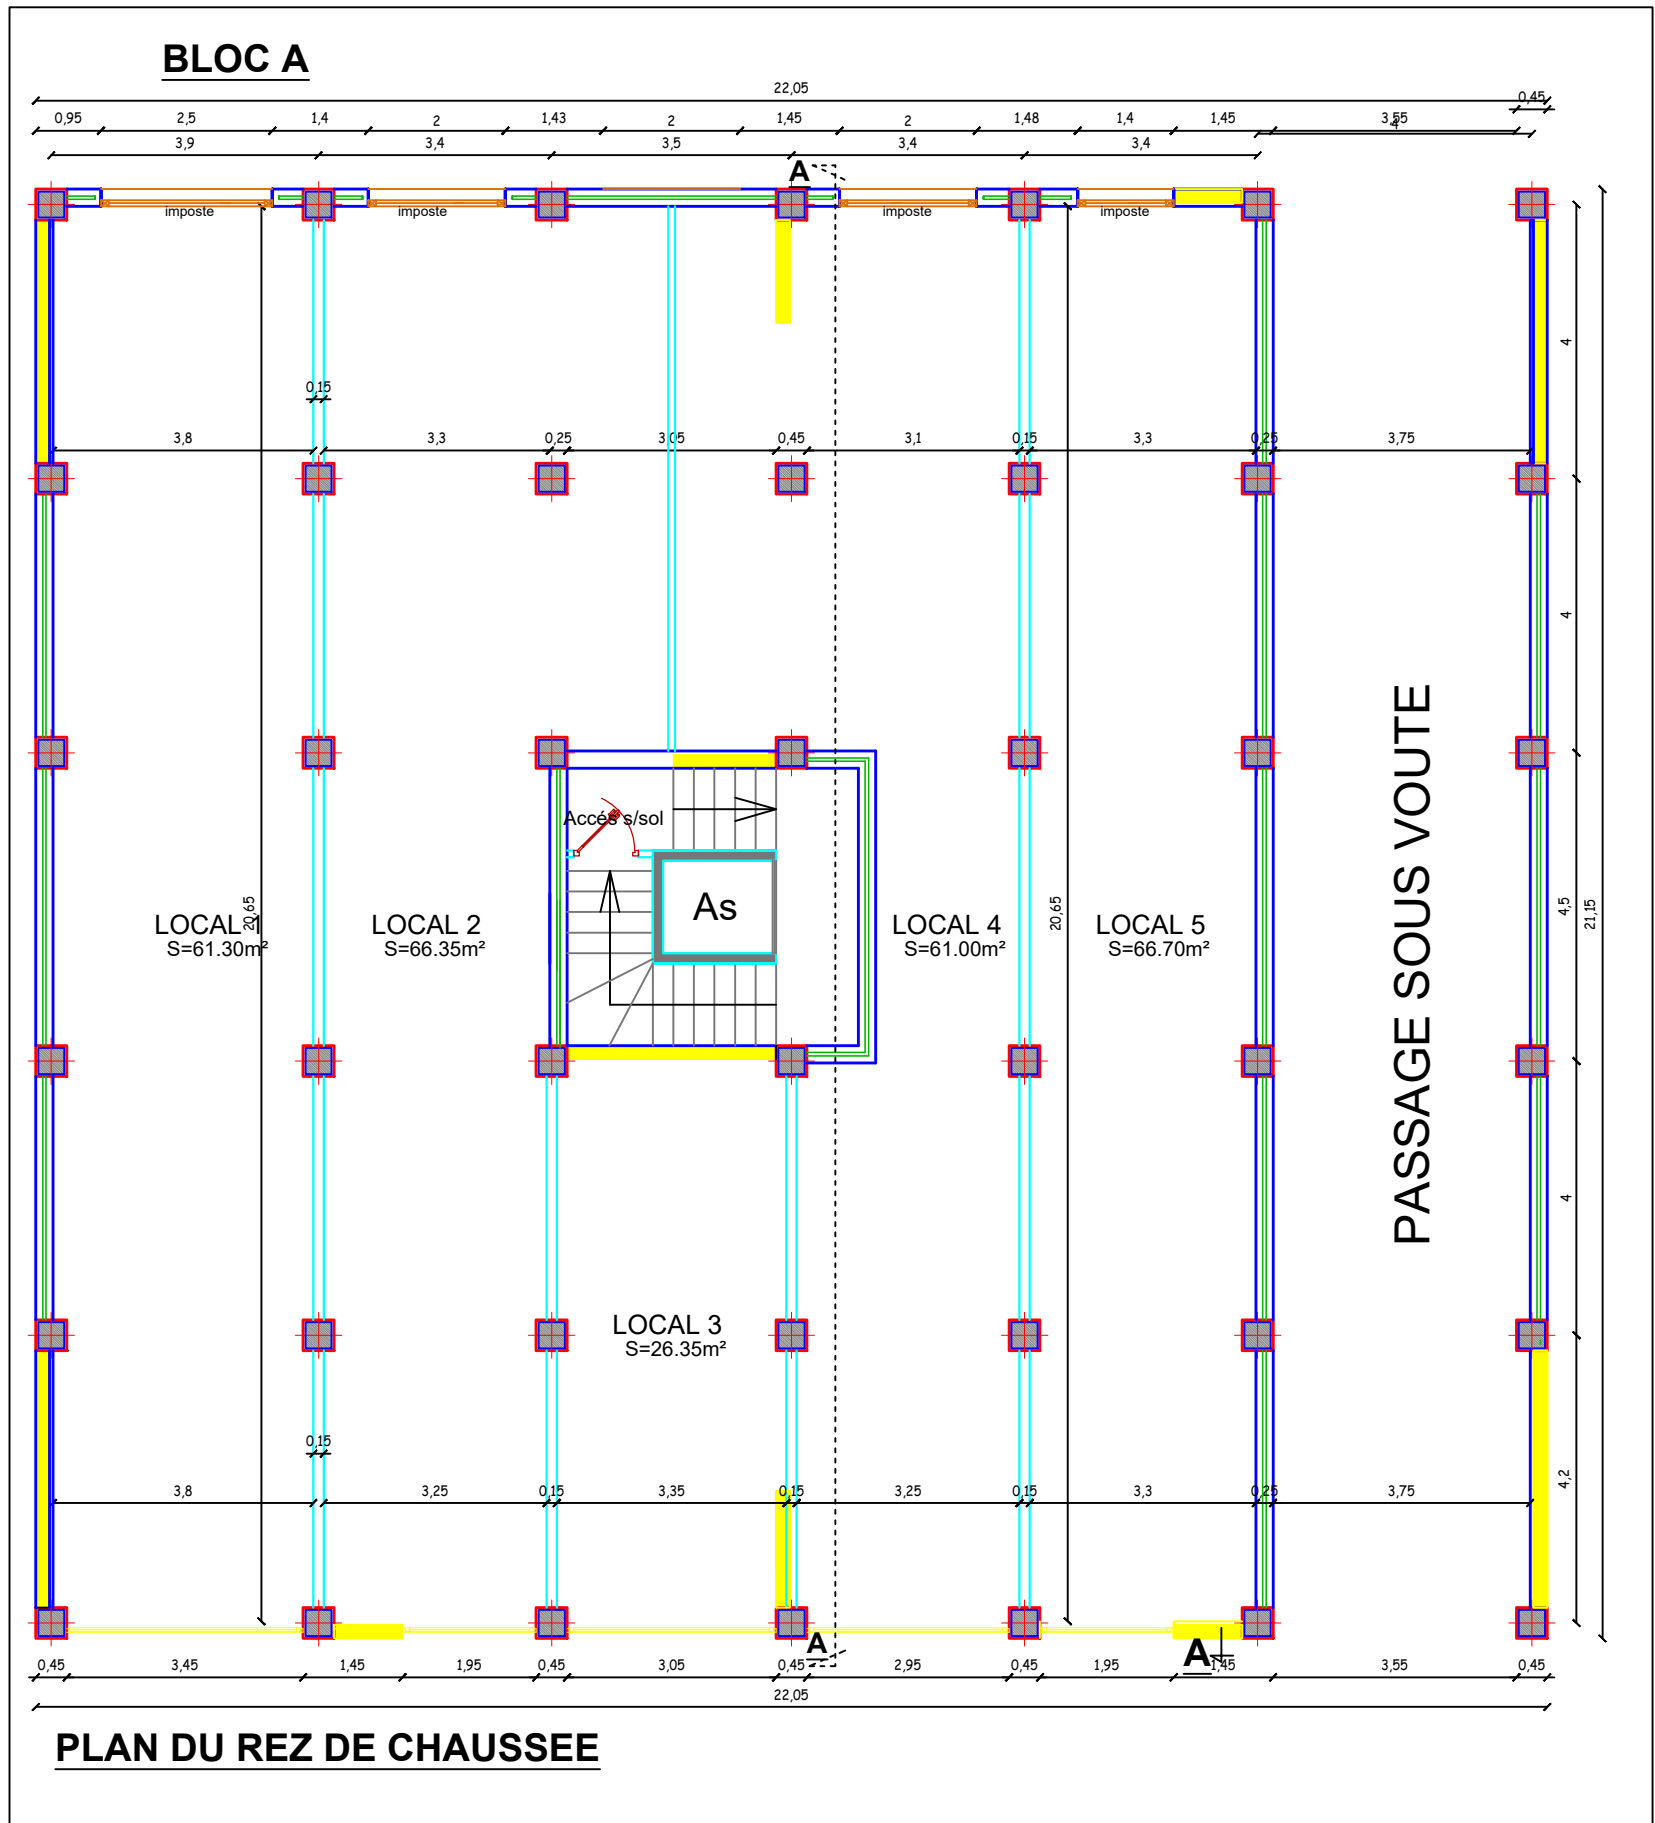 BLOC A
22,05
0,45
0,95 2,5 1,4 2 1,43 2 1,45 2 1,48 1,4 1,45 3,55
4
3,9 3,4 3,5 3,4 3,4
A
imposte imposte imposte imposte
4
0,15
3,8 3,3 0,25 3,05 0,45 3,1 0,15 3,3 0,25 3,75
4
PASSAGE SOUS VOUTE
Accés s/sol
As
LOCAL 1 LOCAL 2 LOCAL 4 LOCAL 5
S=61.30m² S=66.35m² S=61.00m² S=66.70m²
20,65 20,65
4,5
21,15
4
LOCAL 3
S=26.35m²
0,15
4,2
3,8 3,25 0,15 3,35 0,15 3,25 0,15 3,3 0,25 3,75
A
A
0,45 3,45 1,45 1,95 0,45 3,05 0,45 2,95 0,45 1,95 1,45 3,55 0,45
22,05
PLAN DU REZ DE CHAUSSEE